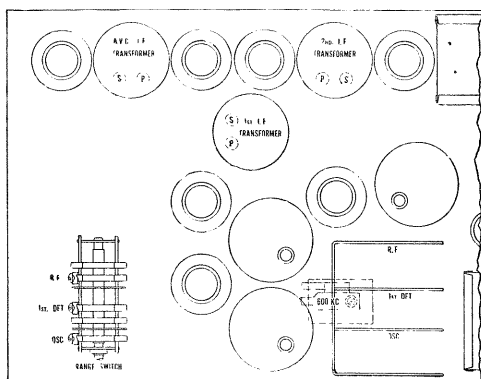 A.V.C. I.F.
TRANSFORMER
S P
2ND. I.F.
TRANSFORMER
P S
S 1ST I.F.
TRANSFORMER
P
R.F.
1ST. DET
OSC
RANGE SWITCH
R.F
600 KC
1ST DET
OSC